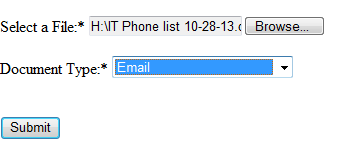 Select a File:* H:\IT Phone list 10-28-13. Browse...
Document Type:* Email
Submit